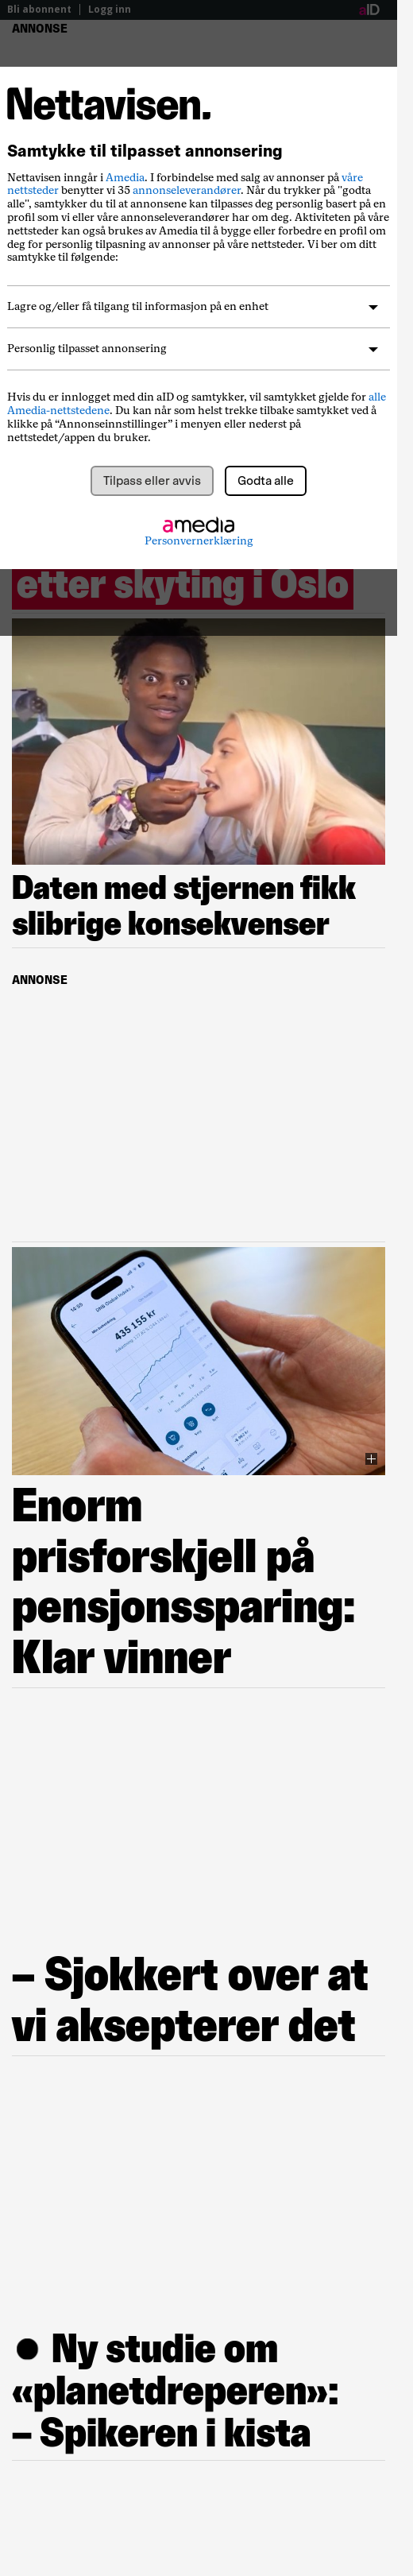 Bli abonnent | Logg inn
aID
ANNONSE
Nettavisen.
Samtykke til tilpasset annonsering
Nettavisen inngår i Amedia. I forbindelse med salg av annonser på våre
nettsteder benytter vi 35 annonseleverandører. Når du trykker på "godta
alle", samtykker du til at annonsene kan tilpasses deg personlig basert på en
profil som vi eller våre annonseleverandører har om deg. Aktiviteten på våre
nettsteder kan også brukes av Amedia til å bygge eller forbedre en profil om
deg for personlig tilpasning av annonser på våre nettsteder. Vi ber om ditt
samtykke til følgende:
Lagre og/eller få tilgang til informasjon på en enhet
Personlig tilpasset annonsering
Hvis du er innlogget med din aID og samtykker, vil samtykket gjelde for alle
Amedia-nettstedene. Du kan når som helst trekke tilbake samtykket ved å
klikke på “Annonseinnstillinger” i menyen eller nederst på
nettstedet/appen du bruker.
Tilpass eller avvis
Godta alle
amedia
Personvernerklæring
etter skyting i Oslo
Daten med stjernen fikk
slibrige konsekvenser
ANNONSE
435 155 kr
Enorm
prisforskjell på
pensjonssparing:
Klar vinner
– Sjokkert over at
vi aksepterer det
● Ny studie om
«planetdreperen»:
– Spikeren i kista